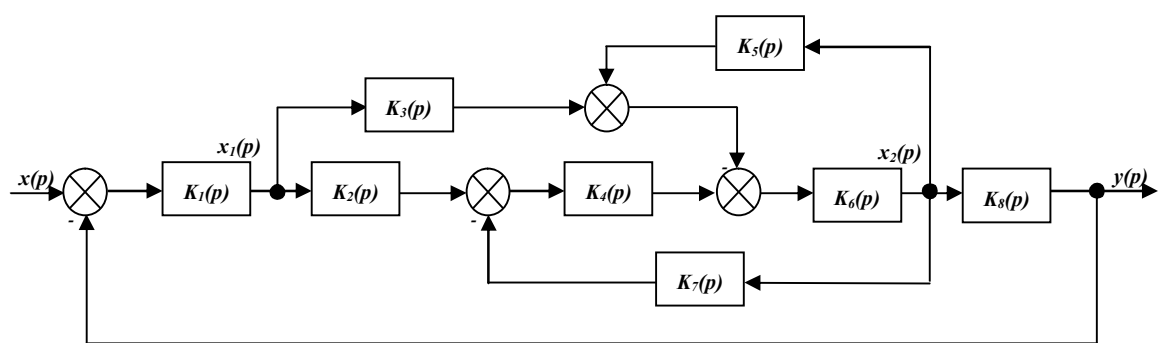 K₅(p)
K₃(p)
x₁(p)
x₂(p)
x(p)
y(p)
K₁(p)
K₂(p)
K₄(p)
K₆(p)
K₈(p)
-
-
-
K₇(p)